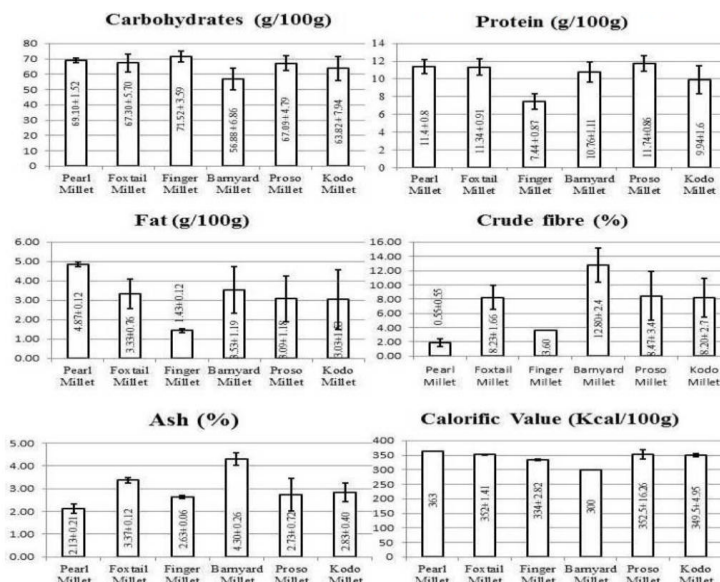 Carbohydrates (g/100g)
80
70
60
50
40
30
20
10
0
69.10±1.52
67.30± 5.70
71.52± 3.59
56.88± 6.86
67.09± 4.79
63.82± 7.94
Pearl Millet
Foxtail Millet
Finger Millet
Barnyard Millet
Proso Millet
Kodo Millet
Protein (g/100g)
14
12
10
8
6
4
2
0
11.4± 0.8
11.34± 0.91
7.44± 0.87
10.76± 1.11
11.74±0.86
9.94±1.6
Pearl Millet
Foxtail Millet
Finger Millet
Barnyard Millet
Proso Millet
Kodo Millet
Fat (g/100g)
6.00
5.00
4.00
3.00
2.00
1.00
0.00
4.87± 0.12
3.33±0.76
1.43± 0.12
3.53± 1.19
3.09± 1.18
Pearl Millet
Foxtail Millet
Finger Millet
Barnyard Millet
Proso Millet
Kodo Millet
Crude fibre (%)
16.00
14.00
12.00
10.00
8.00
6.00
4.00
2.00
0.00
0.55±0.55
8.23± 1.66
3.60
12.80± 2.4
8.47± 3.4
8.20± 2.7
Pearl Millet
Foxtail Millet
Finger Millet
Barnyard Millet
Proso Millet
Kodo Millet
Ash (%)
5.00
4.00
3.00
2.00
1.00
0.00
2.13± 0.21
3.37± 0.12
2.63± 0.06
4.30± 0.26
2.73± 0.72
2.83± 0.40
Pearl Millet
Foxtail Millet
Finger Millet
Barnyard Millet
Proso Millet
Kodo Millet
Calorific Value (Kcal/100g)
400
350
300
250
200
150
100
50
0
363
352± 1.41
334± 2.82
300
352.5± 16.26
349.5± 4.95
Pearl Millet
Foxtail Millet
Finger Millet
Barnyard Millet
Proso Millet
Kodo Millet